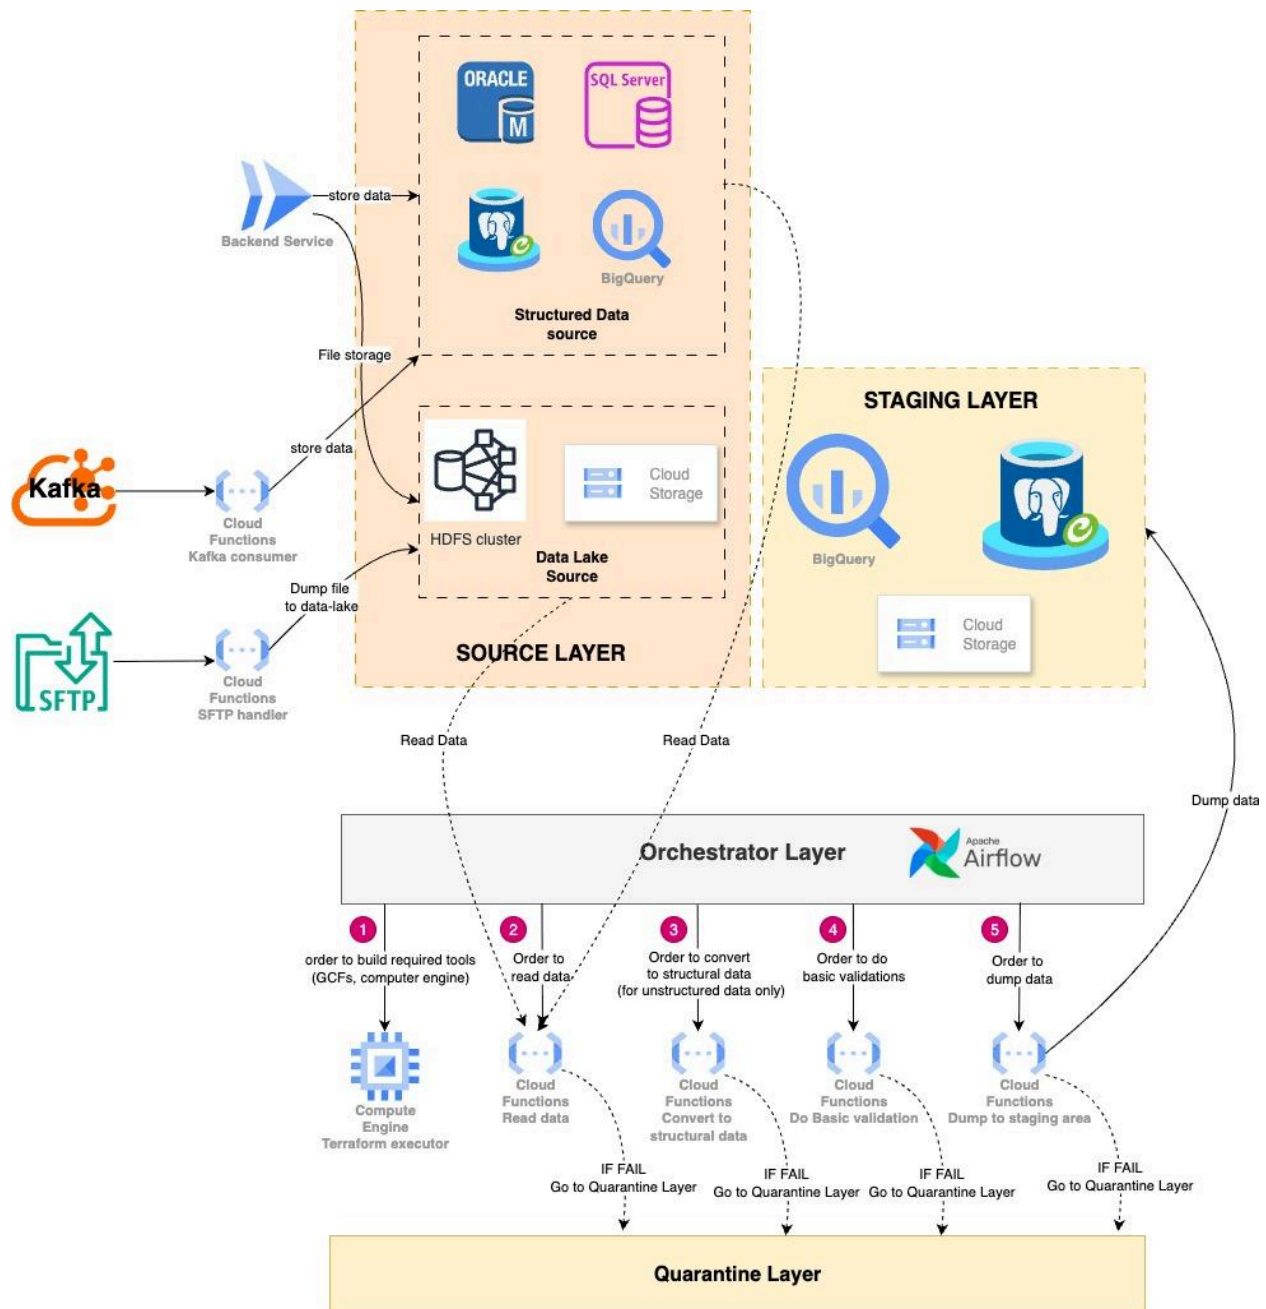 ORACLE
M
SQL Server
store data
Backend Service
BigQuery
Structured Data
source
File storage
store data
Kafka
Cloud
Functions
Kafka consumer
HDFS cluster
Cloud
Storage
Data Lake
Source
Dump file
to data-lake
SFTP
Cloud
Functions
SFTP handler
SOURCE LAYER
STAGING LAYER
BigQuery
Cloud
Storage
Read Data
Read Data
Dump data
Orchestrator Layer
Apache
Airflow
1
order to build required tools
(GCFs, computer engine)
2
Order to
read data
3
Order to convert
to structural data
(for unstructured data only)
4
Order to do
basic validations
5
Order to
dump data
Compute
Engine
Terraform executor
Cloud
Functions
Read data
Cloud
Functions
Convert to
structural data
Cloud
Functions
Do Basic validation
Cloud
Functions
Dump to staging area
IF FAIL
Go to Quarantine Layer
IF FAIL
Go to Quarantine Layer
IF FAIL
Go to Quarantine Layer
IF FAIL
Go to Quarantine Layer
Quarantine Layer